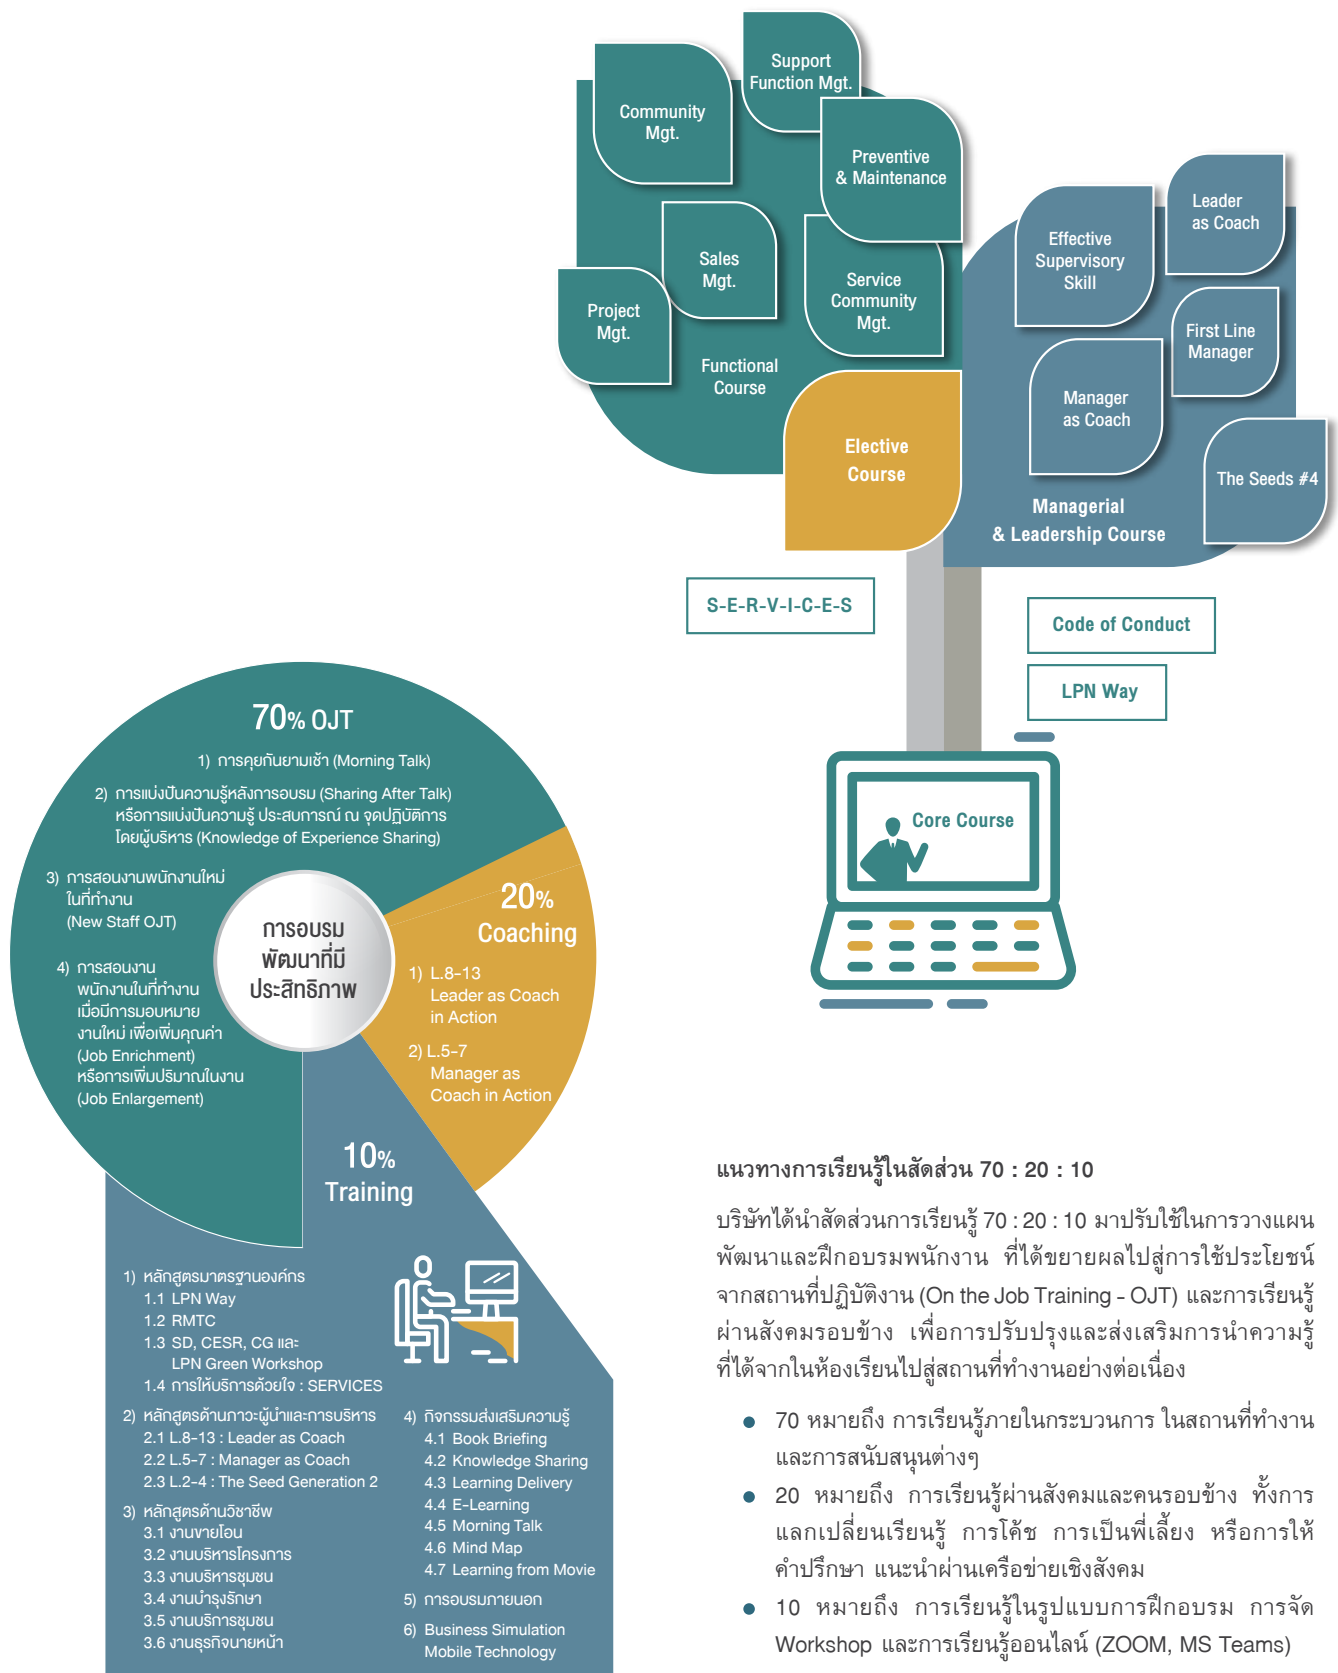 Support
Function Mgt.
Community
Mgt.
Preventive
& Maintenance
Sales
Mgt.
Service
Community
Mgt.
Project
Mgt.
Functional
Course
Elective
Course
Leader
as Coach
Effective
Supervisory
Skill
First Line
Manager
Manager
as Coach
The Seeds #4
Managerial
& Leadership Course
S-E-R-V-I-C-E-S
Code of Conduct
LPN Way
Core Course
70% OJT
1) การคุยกันยามเช้า (Morning Talk)
2) การแบ่งปันความรู้หลังการอบรม (Sharing After Talk)
หรือการแบ่งปันความรู้ ประสบการณ์ ณ จุดปฏิบัติการ
โดยผู้บริหาร (Knowledge of Experience Sharing)
3) การสอนงานพนักงานใหม่
ในที่ทำงาน
(New Staff OJT)
4) การสอนงาน
พนักงานในที่ทำงาน
เมื่อมีการมอบหมาย
งานใหม่ เพื่อเพิ่มคุณค่า
(Job Enrichment)
หรือการเพิ่มปริมาณในงาน
(Job Enlargement)
การอบรม
พัฒนาที่มี
ประสิทธิภาพ
20%
Coaching
1) L.8-13
Leader as Coach
in Action
2) L.5-7
Manager as
Coach in Action
10%
Training
1) หลักสูตรมาตรฐานองค์กร
1.1 LPN Way
1.2 RMTC
1.3 SD, CESR, CG และ
LPN Green Workshop
1.4 การให้บริการด้วยใจ : SERVICES
2) หลักสูตรด้านภาวะผู้นำและการบริหาร
2.1 L.8-13 : Leader as Coach
2.2 L.5-7 : Manager as Coach
2.3 L.2-4 : The Seed Generation 2
3) หลักสูตรด้านวิชาชีพ
3.1 งานขายโอน
3.2 งานบริหารโครงการ
3.3 งานบริหารชุมชน
3.4 งานบำรุงรักษา
3.5 งานบริการชุมชน
3.6 งานธุรกิจนายหน้า
4) กิจกรรมส่งเสริมความรู้
4.1 Book Briefing
4.2 Knowledge Sharing
4.3 Learning Delivery
4.4 E-Learning
4.5 Morning Talk
4.6 Mind Map
4.7 Learning from Movie
5) การอบรมภายนอก
6) Business Simulation
Mobile Technology
แนวทางการเรียนรู้ในสัดส่วน 70 : 20 : 10
บริษัทได้นำสัดส่วนการเรียนรู้ 70 : 20 : 10 มาปรับใช้ในการวางแผน
พัฒนาและฝึกอบรมพนักงาน ที่ได้ขยายผลไปสู่การใช้ประโยชน์
จากสถานที่ปฏิบัติงาน (On the Job Training - OJT) และการเรียนรู้
ผ่านสังคมรอบข้าง เพื่อการปรับปรุงและส่งเสริมการนำความรู้
ที่ได้จากในห้องเรียนไปสู่สถานที่ทำงานอย่างต่อเนื่อง
● 70 หมายถึง การเรียนรู้ภายในกระบวนการ ในสถานที่ทำงาน
และการสนับสนุนต่างๆ
● 20 หมายถึง การเรียนรู้ผ่านสังคมและคนรอบข้าง ทั้งการ
แลกเปลี่ยนเรียนรู้ การโค้ช การเป็นพี่เลี้ยง หรือการให้
คำปรึกษา แนะนำผ่านเครือข่ายเชิงสังคม
● 10 หมายถึง การเรียนรู้ในรูปแบบการฝึกอบรม การจัด
Workshop และการเรียนรู้ออนไลน์ (ZOOM, MS Teams)